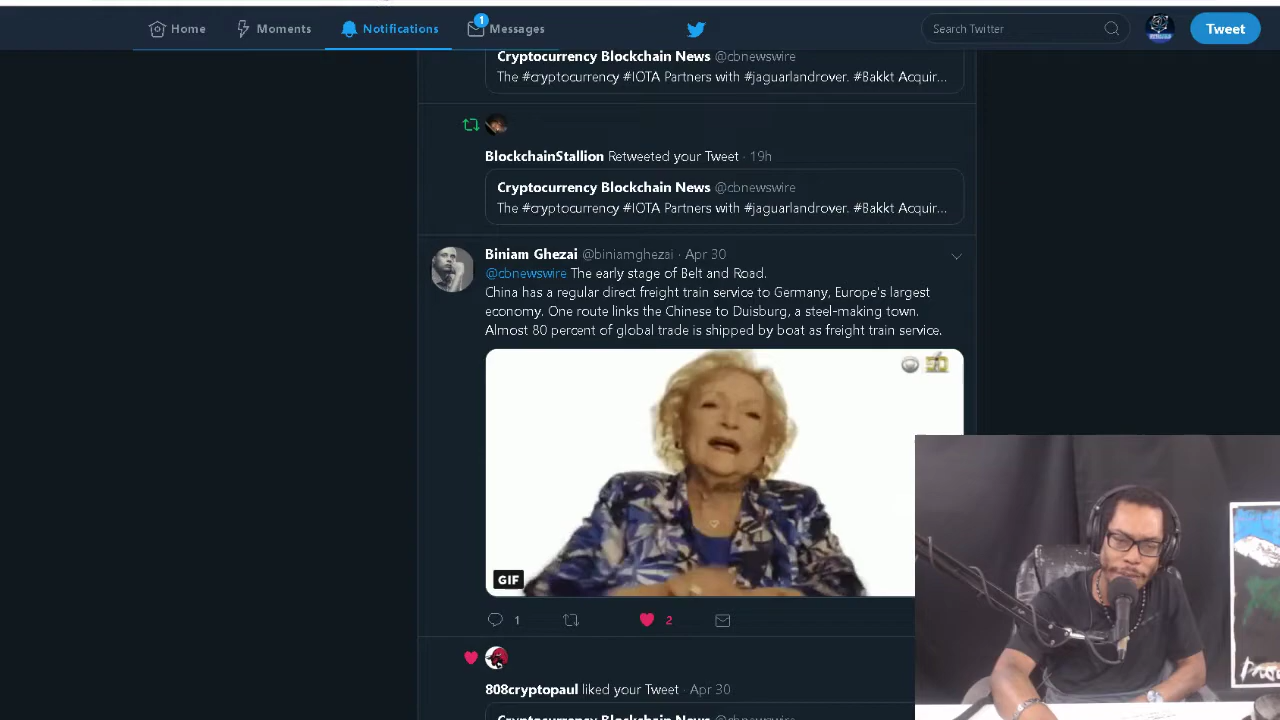 Home
Moments
Notifications
1
Messages
Search Twitter
Tweet
Cryptocurrency Blockchain News @cbnewswire
The #cryptocurrency #IOTA Partners with #jaguarlandrover. #Bakkt Acquir...
BlockchainStallion Retweeted your Tweet · 19h
Cryptocurrency Blockchain News @cbnewswire
The #cryptocurrency #IOTA Partners with #jaguarlandrover. #Bakkt Acquir...
Biniam Ghezai @biniamghezai · Apr 30
@cbnewswire The early stage of Belt and Road.
China has a regular direct freight train service to Germany, Europe's largest
economy. One route links the Chinese to Duisburg, a steel-making town.
Almost 80 percent of global trade is shipped by boat as freight train service.
GIF
1
2
808cryptopaul liked your Tweet · Apr 30
Cryptocurrency Blockchain News @cbnewswire